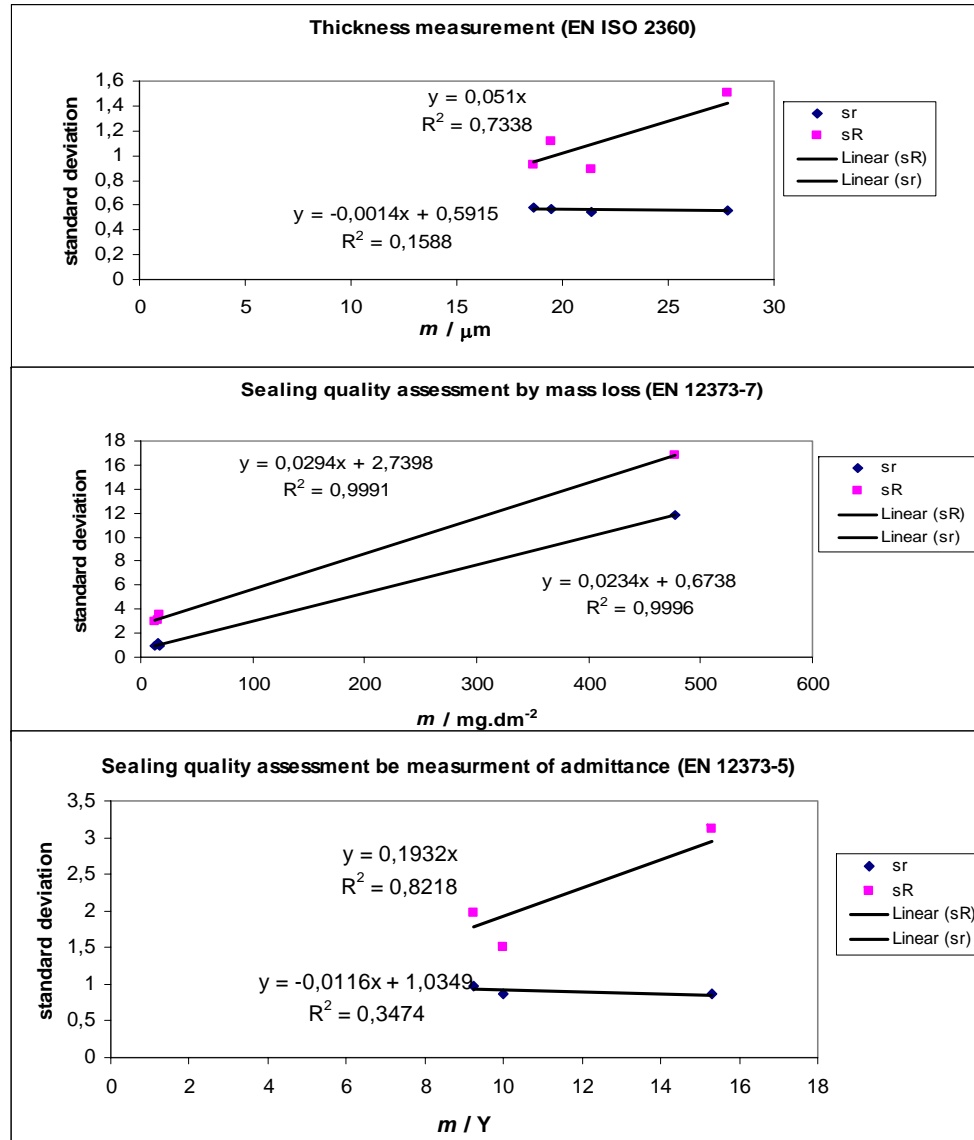 Thickness measurement (EN ISO 2360)
standard deviation
1,6
1,4
1,2
1
0,8
0,6
0,4
0,2
0
y = 0,051x
R² = 0,7338
y = -0,0014x + 0,5915
R² = 0,1588
0 5 10 15 20 25 30
m / µm
sr
sR
Linear (sR)
Linear (sr)
Sealing quality assessment by mass loss (EN 12373-7)
standard deviation
18
16
14
12
10
8
6
4
2
0
y = 0,0294x + 2,7398
R² = 0,9991
y = 0,0234x + 0,6738
R² = 0,9996
0 100 200 300 400 500 600
m / mg.dm⁻²
sr
sR
Linear (sR)
Linear (sr)
Sealing quality assessment be measurment of admittance (EN 12373-5)
standard deviation
3,5
3
2,5
2
1,5
1
0,5
0
y = 0,1932x
R² = 0,8218
y = -0,0116x + 1,0349
R² = 0,3474
0 2 4 6 8 10 12 14 16 18
m / Y
sr
sR
Linear (sR)
Linear (sr)